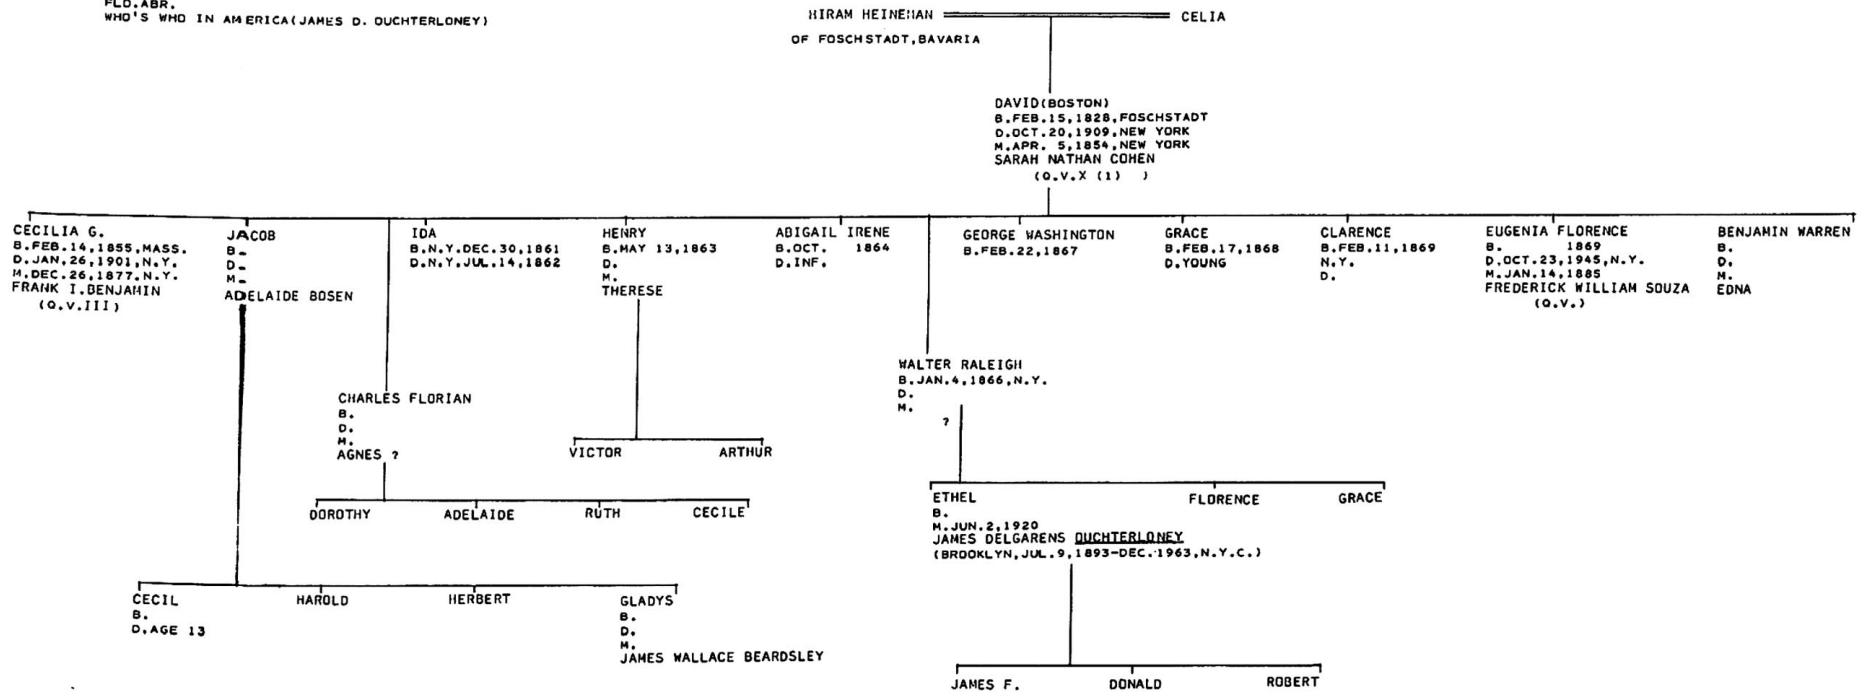 FLO.ABR.
WHO'S WHO IN AMERICA(JAMES D. OUCHTERLONEY)
HIRAM HEINEMAN
CELIA
OF FOSCHSTADT,BAVARIA
DAVID(BOSTON)
B.FEB.15,1828,FOSCHSTADT
D.OCT.20,1909,NEW YORK
M.APR. 5,1854,NEW YORK
SARAH NATHAN COHEN
(Q.V.X (1) )
CECILIA G.
B.FEB.14,1855,MASS.
D.JAN.26,1901,N.Y.
M.DEC.26,1877,N.Y.
FRANK I.BENJAMIN
(Q.V.III)
JACOB
B.
D.
M.
ADELAIDE BOSEN
IDA
B.N.Y.DEC.30,1861
D.N.Y.JUL.14,1862
HENRY
B.MAY 13,1863
D.
M.
THERESE
ABIGAIL IRENE
B.OCT. 1864
D.INF.
GEORGE WASHINGTON
B.FEB.22,1867
GRACE
B.FEB.17,1868
D.YOUNG
CLARENCE
B.FEB.11,1869
N.Y.
D.
EUGENIA FLORENCE
B. 1869
D.OCT.23,1945,N.Y.
M.JAN.14,1885
FREDERICK WILLIAM SOUZA
(Q.V.)
BENJAMIN WARREN
B.
D.
M.
EDNA
WALTER RALEIGH
B.JAN.4,1866,N.Y.
D.
M.
?
CHARLES FLORIAN
B.
D.
M.
AGNES ?
VICTOR
ARTHUR
DOROTHY
ADELAIDE
RUTH
CECILE
ETHEL
B.
M.JUN.2,1920
JAMES DELGARENS OUCHTERLONEY
(BROOKLYN,JUL.9,1893-DEC.1963,N.Y.C.)
FLORENCE
GRACE
CECIL
B.
D.AGE 13
HAROLD
HERBERT
GLADYS
B.
D.
M.
JAMES WALLACE BEARDSLEY
JAMES F.
DONALD
ROBERT